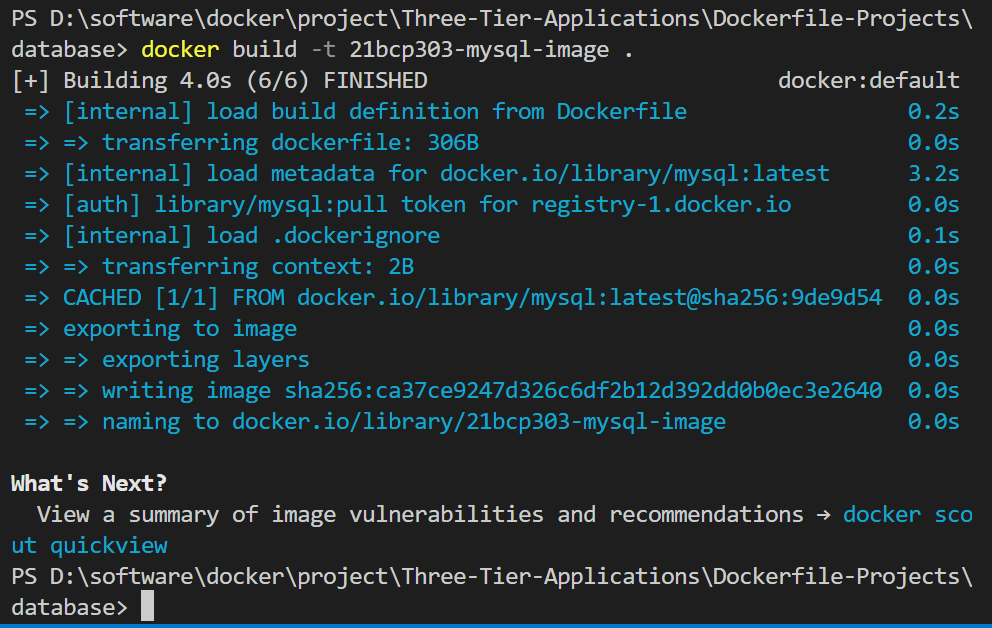 PS D:\software\docker\project\Three-Tier-Applications\Dockerfile-Projects\
database> docker build -t 21bcp303-mysql-image .
[+] Building 4.0s (6/6) FINISHED docker:default
=> [internal] load build definition from Dockerfile 0.2s
=> => transferring dockerfile: 306B 0.0s
=> [internal] load metadata for docker.io/library/mysql:latest 3.2s
=> [auth] library/mysql:pull token for registry-1.docker.io 0.0s
=> [internal] load .dockerignore 0.1s
=> => transferring context: 2B 0.0s
=> CACHED [1/1] FROM docker.io/library/mysql:latest@sha256:9de9d54 0.0s
=> exporting to image 0.0s
=> => exporting layers 0.0s
=> => writing image sha256:ca37ce9247d326c6df2b12d392dd0b0ec3e2640 0.0s
=> => naming to docker.io/library/21bcp303-mysql-image 0.0s
What's Next?
View a summary of image vulnerabilities and recommendations → docker sco
ut quickview
PS D:\software\docker\project\Three-Tier-Applications\Dockerfile-Projects\
database>